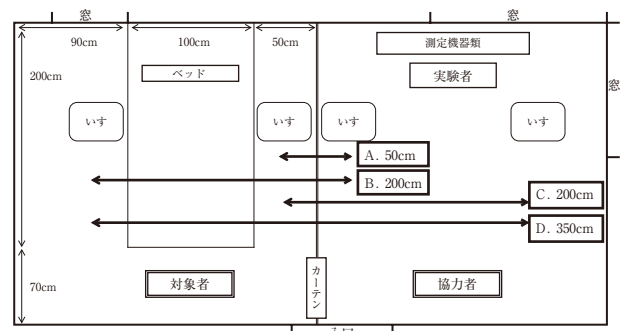 窓
窓
90cm
100cm
50cm
測定機器類
200cm
ベッド
実験者
窓
いす
いす
いす
いす
A. 50cm
B. 200cm
C. 200cm
D. 350cm
70cm
対象者
カーテン
協力者